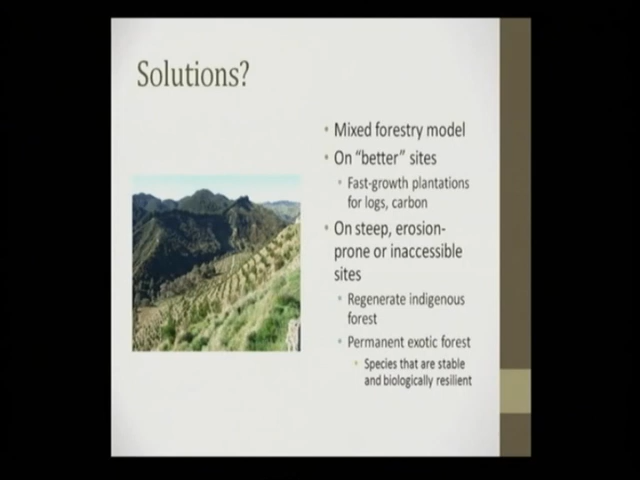 Solutions?
• Mixed forestry model
• On “better” sites
• Fast-growth plantations
for logs, carbon
• On steep, erosion-
prone or inaccessible
sites
• Regenerate indigenous
forest
• Permanent exotic forest
• Species that are stable
and biologically resilient